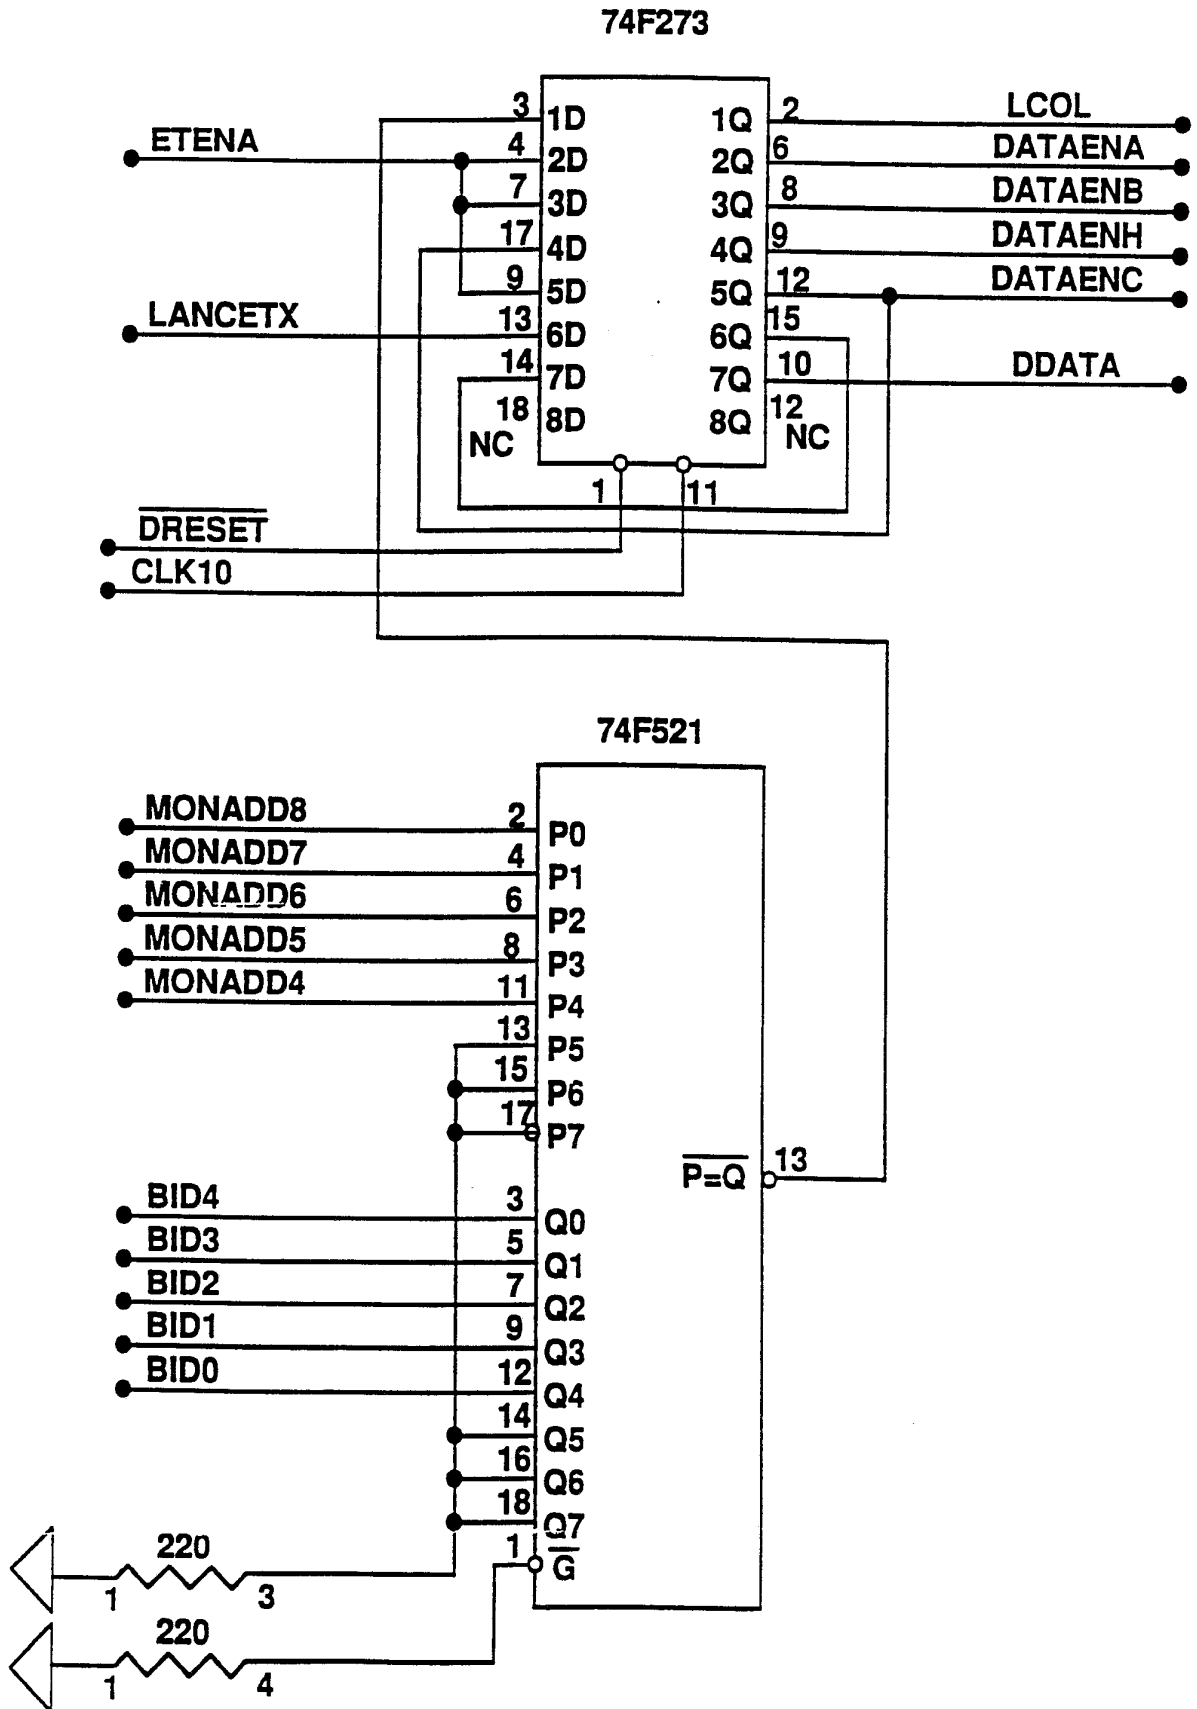 74F273
3 1D 1Q 2 LCOL
ETENA 4 2D 2Q 6 DATAENA
7 3D 3Q 8 DATAENB
17 4D 4Q 9 DATAENH
9 5D 5Q 12 DATAENC
LANCETX 13 6D 6Q 15
14 7D 7Q 10 DDATA
18 8D 8Q 12
NC NC
1 11
DRESET
CLK10
74F521
MONADD8 2 P0
MONADD7 4 P1
MONADD6 6 P2
MONADD5 8 P3
MONADD4 11 P4
13 P5
15 P6
17 P7
P=Q 13
BID4 3 Q0
BID3 5 Q1
BID2 7 Q2
BID1 9 Q3
BID0 12 Q4
14 Q5
16 Q6
18 Q7
1 G
220
1 3
220
1 4